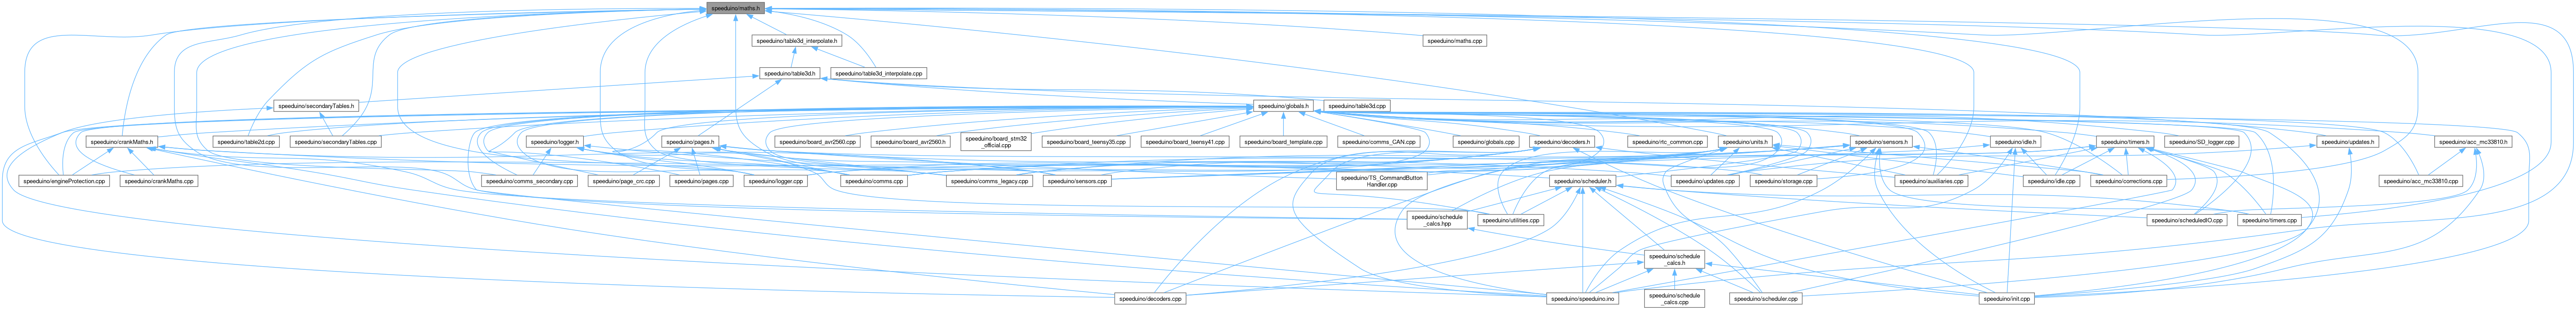 speeduino/maths.h
speeduino/table3d_interpolate.h
speeduino/maths.cpp
speeduino/table3d.h
speeduino/table3d_interpolate.cpp
speeduino/secondaryTables.h
speeduino/globals.h
speeduino/table3d.cpp
speeduino/crankMaths.h
speeduino/table2d.cpp
speeduino/secondaryTables.cpp
speeduino/logger.h
speeduino/pages.h
speeduino/board_avr2560.cpp
speeduino/board_avr2560.h
speeduino/board_stm32
_official.cpp
speeduino/board_teensy35.cpp
speeduino/board_teensy41.cpp
speeduino/board_template.cpp
speeduino/comms_CAN.cpp
speeduino/globals.cpp
speeduino/decoders.h
speeduino/rtc_common.cpp
speeduino/units.h
speeduino/sensors.h
speeduino/idle.h
speeduino/timers.h
speeduino/SD_logger.cpp
speeduino/updates.h
speeduino/acc_mc33810.h
speeduino/engineProtection.cpp
speeduino/crankMaths.cpp
speeduino/comms_secondary.cpp
speeduino/page_crc.cpp
speeduino/pages.cpp
speeduino/logger.cpp
speeduino/comms.cpp
speeduino/comms_legacy.cpp
speeduino/sensors.cpp
speeduino/TS_CommandButton
Handler.cpp
speeduino/scheduler.h
speeduino/updates.cpp
speeduino/storage.cpp
speeduino/auxiliaries.cpp
speeduino/idle.cpp
speeduino/corrections.cpp
speeduino/acc_mc33810.cpp
speeduino/schedule
_calcs.hpp
speeduino/utilities.cpp
speeduino/scheduledIO.cpp
speeduino/timers.cpp
speeduino/schedule
_calcs.h
speeduino/decoders.cpp
speeduino/speeduino.ino
speeduino/schedule
_calcs.cpp
speeduino/scheduler.cpp
speeduino/init.cpp